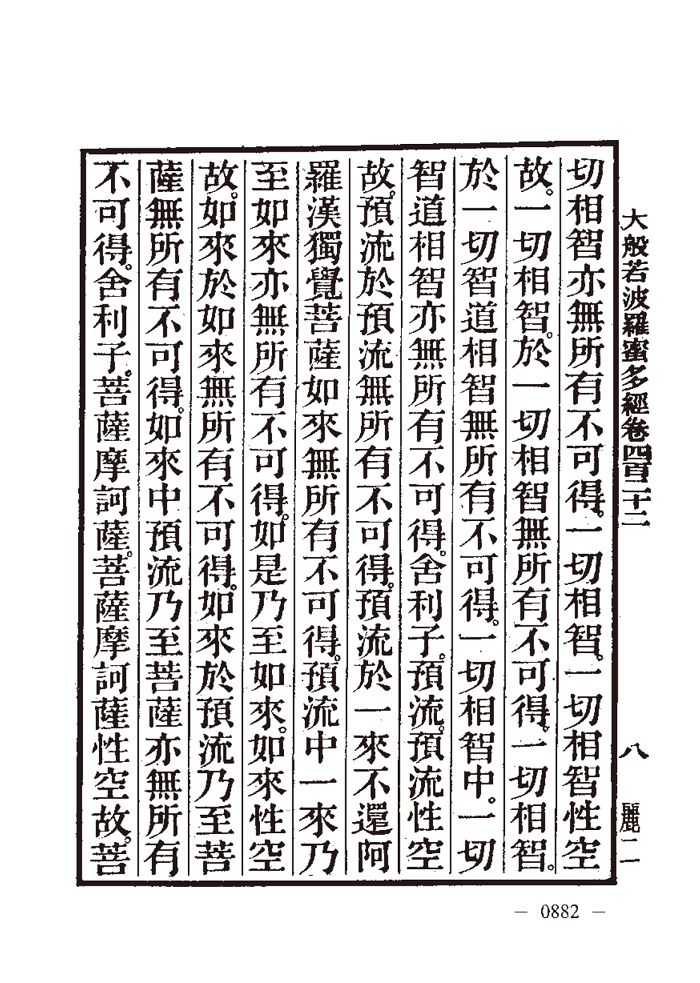 大般若波羅蜜多經卷四百二十二
八
麗二
切相智亦無所有不可得。一切相智。一切相智性空
故。一切相智。於一切相智無所有不可得。一切相智。
於一切智道相智無所有不可得。一切相智中。一切
智道相智亦無所有不可得。舍利子。預流。預流性空
故。預流於預流無所有不可得。預流於一來不還阿
羅漢獨覺菩薩如來無所有不可得。預流中一來乃
至如來亦無所有不可得。如是乃至如來。如來性空
故。如來於如來無所有不可得。如來於預流乃至菩
薩無所有不可得。如來中預流乃至菩薩亦無所有
不可得。舍利子。菩薩摩訶薩。菩薩摩訶薩性空故。菩
— 0882 —